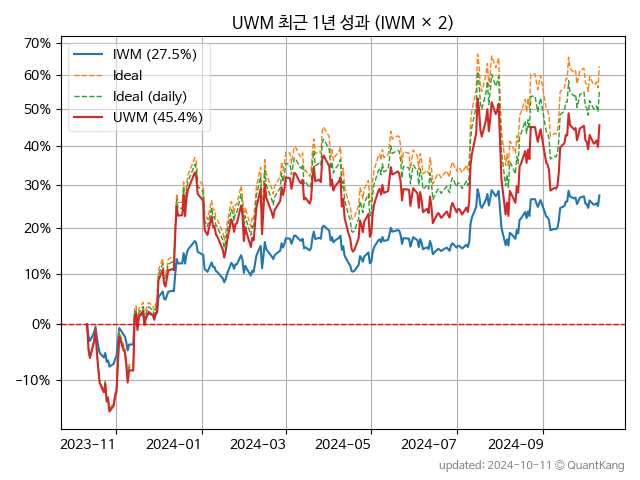 UWM 최근 1년 성과 (IWM × 2)
70%
60%
50%
40%
30%
20%
10%
0%
−10%
IWM (27.5%)
Ideal
Ideal (daily)
UWM (45.4%)
2023-11
2024-01
2024-03
2024-05
2024-07
2024-09
updated: 2024-10-11 © QuantKang